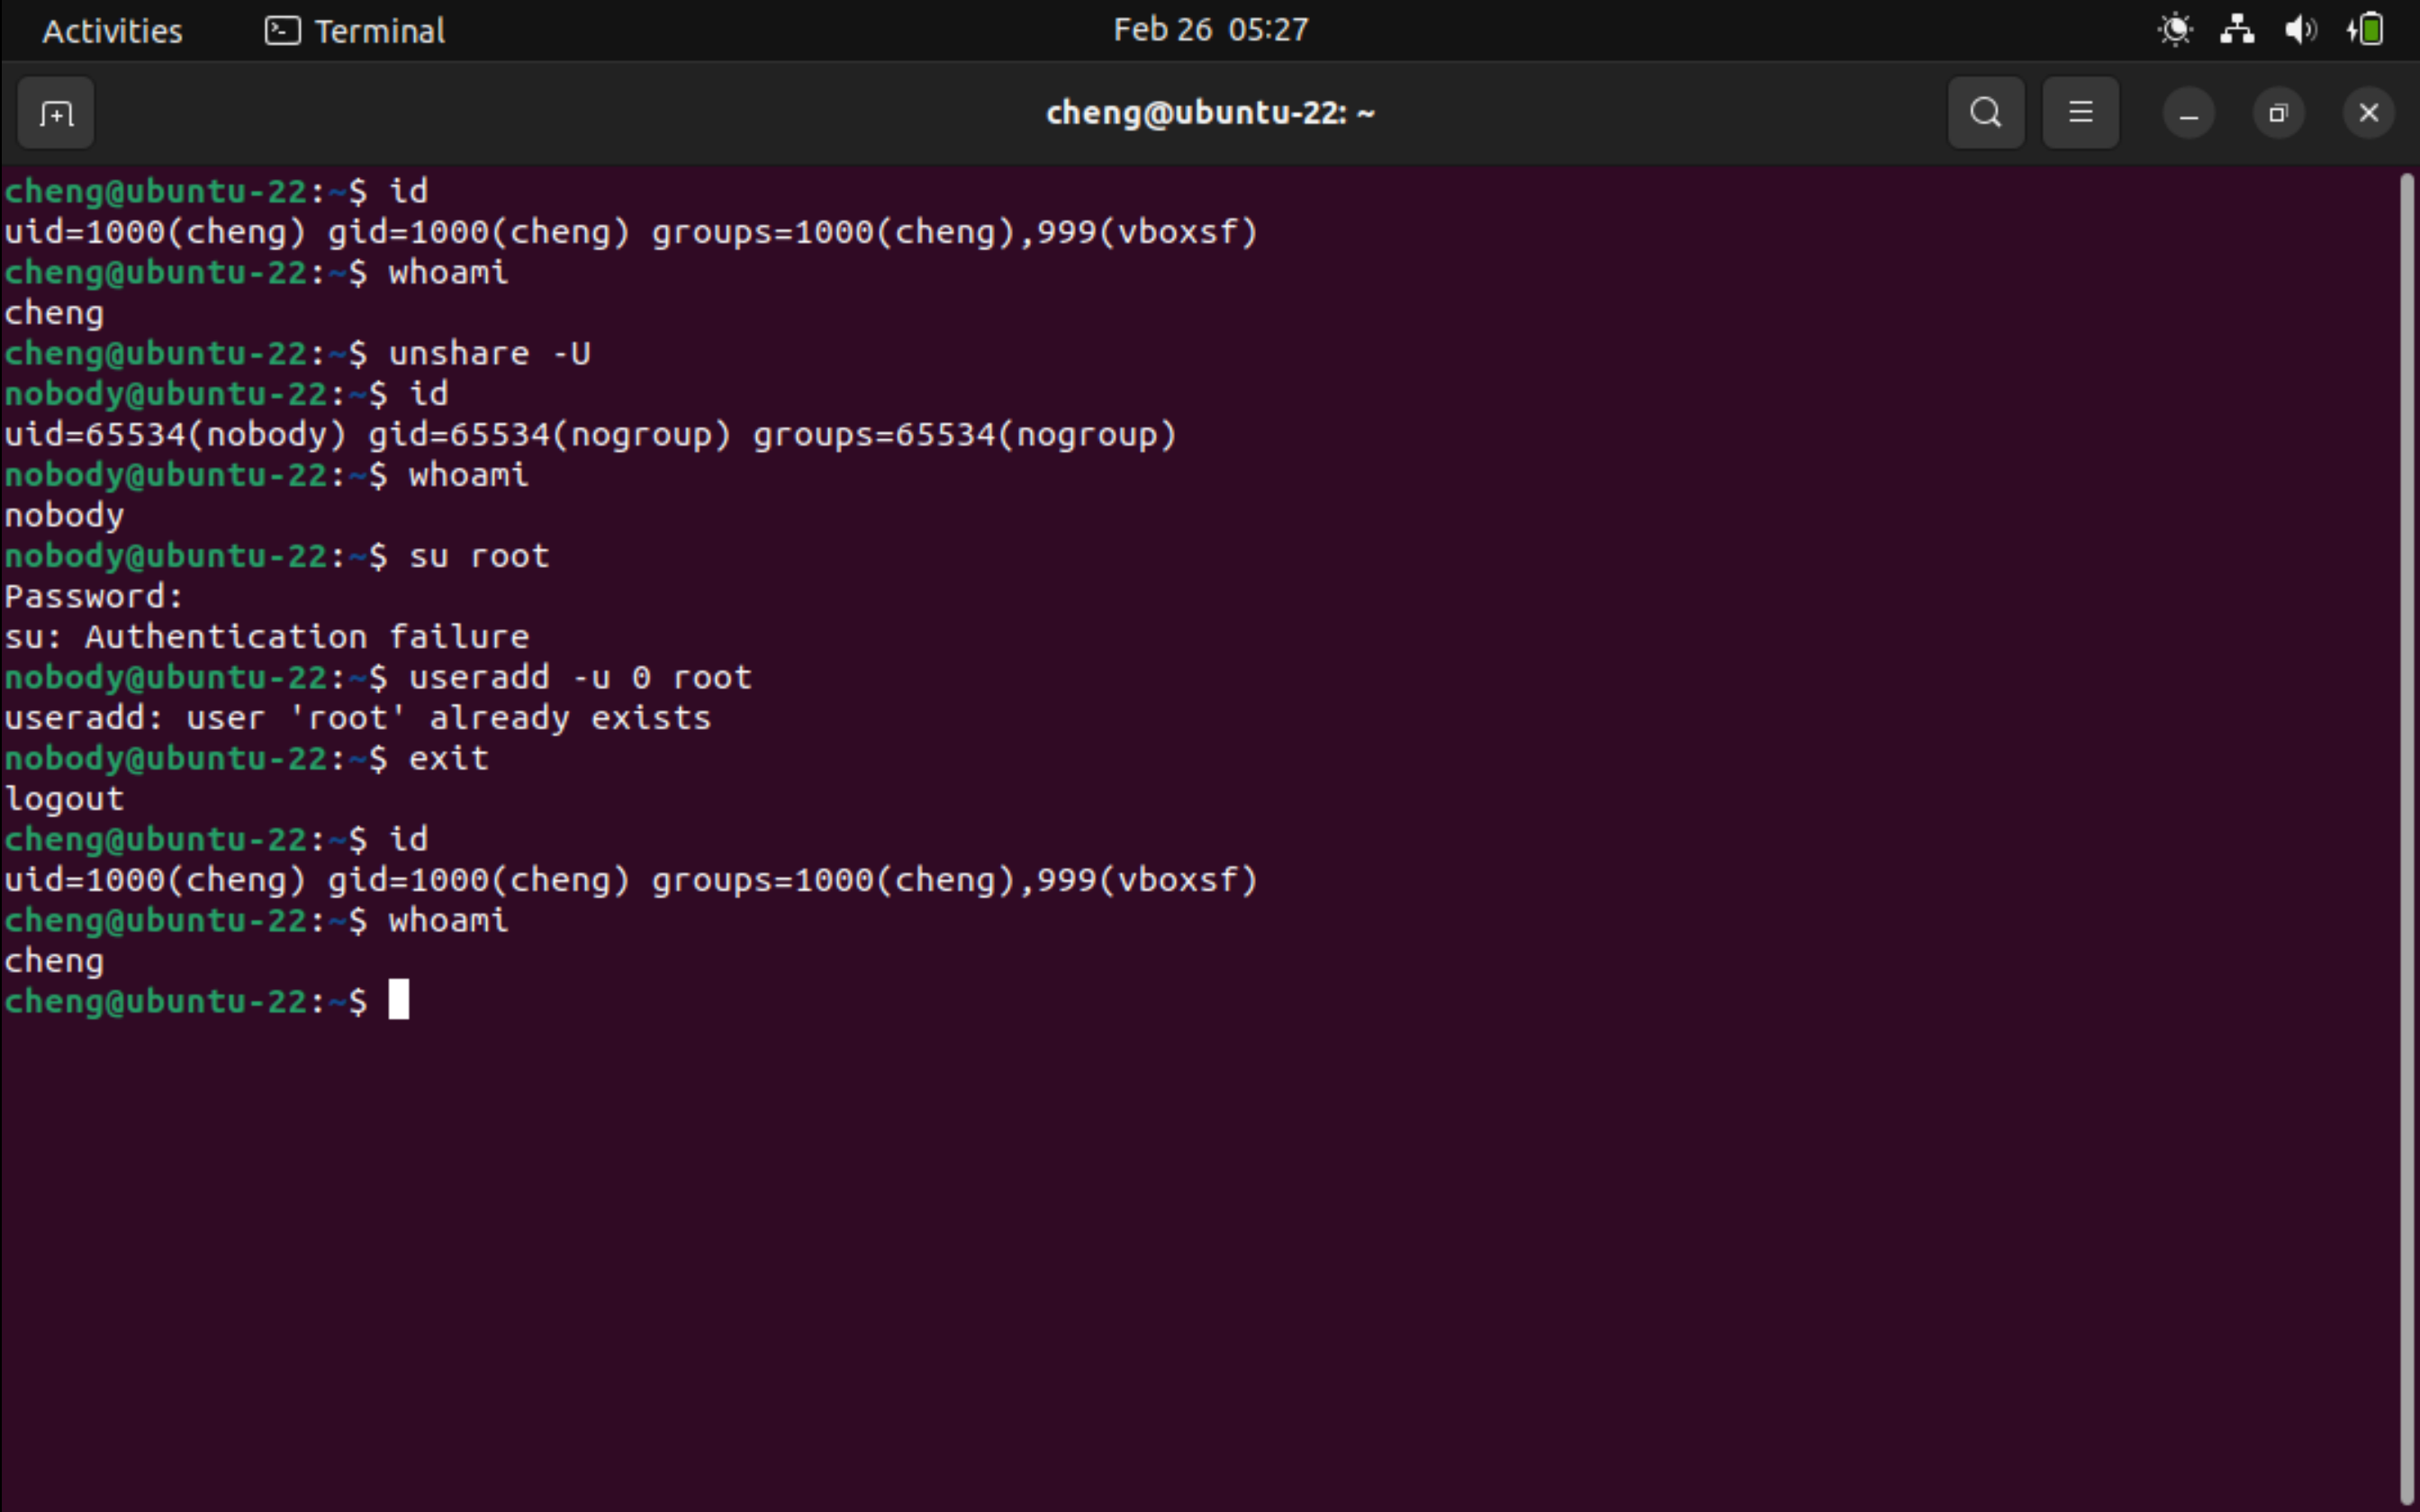 Activities Terminal Feb 26 05:27
cheng@ubuntu-22: ~
cheng@ubuntu-22:~$ id
uid=1000(cheng) gid=1000(cheng) groups=1000(cheng),999(vboxsf)
cheng@ubuntu-22:~$ whoami
cheng
cheng@ubuntu-22:~$ unshare -U
nobody@ubuntu-22:~$ id
uid=65534(nobody) gid=65534(nogroup) groups=65534(nogroup)
nobody@ubuntu-22:~$ whoami
nobody
nobody@ubuntu-22:~$ su root
Password:
su: Authentication failure
nobody@ubuntu-22:~$ useradd -u 0 root
useradd: user 'root' already exists
nobody@ubuntu-22:~$ exit
logout
cheng@ubuntu-22:~$ id
uid=1000(cheng) gid=1000(cheng) groups=1000(cheng),999(vboxsf)
cheng@ubuntu-22:~$ whoami
cheng
cheng@ubuntu-22:~$